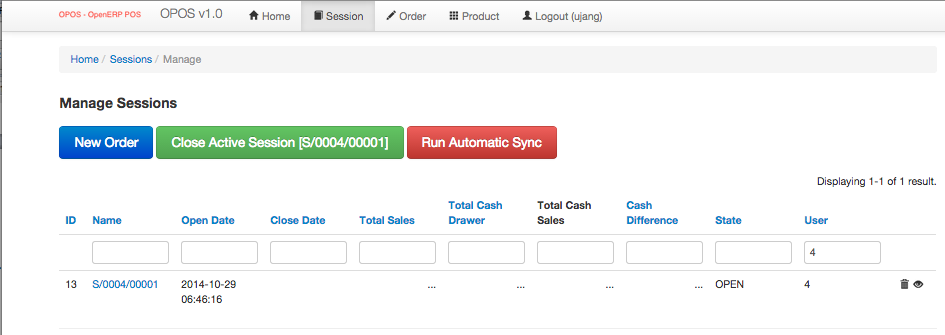 OPOS - OpenERP POS OPOS v1.0 Home Session Order Product Logout (ujang)
Home / Sessions / Manage
Manage Sessions
New Order Close Active Session [S/0004/00001] Run Automatic Sync
Displaying 1-1 of 1 result.
ID Name Open Date Close Date Total Sales Total Cash Drawer Total Cash Sales Cash Difference State User
4
13 S/0004/00001 2014-10-29 06:46:16 ... ... ... ... OPEN 4